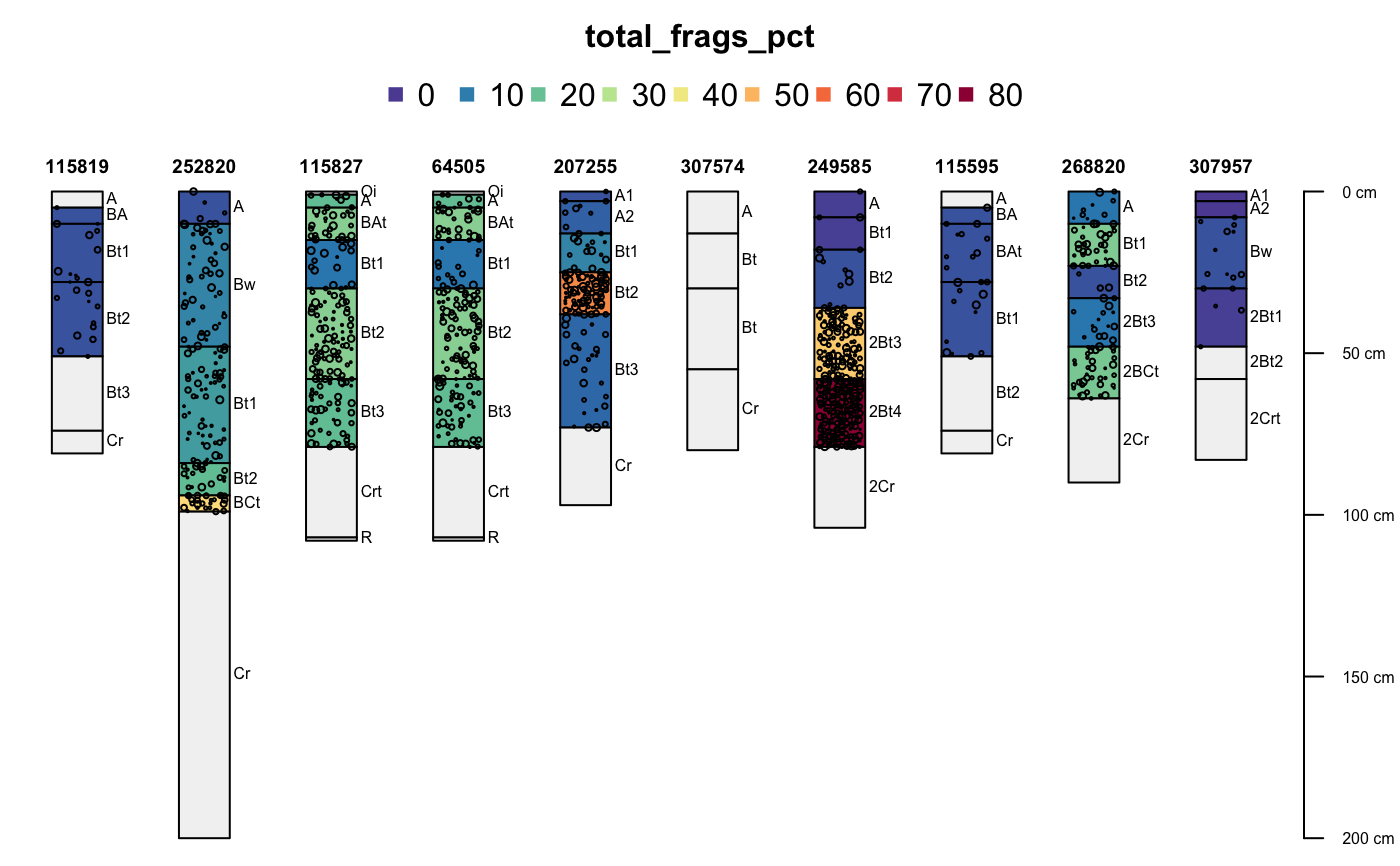 total_frags_pct
0 10 20 30 40 50 60 70 80
115819 252820 115827 64505 207255 307574 249585 115595 268820 307957
A
BA
Bt1
Bt2
Bt3
Cr
A
Bw
Bt1
Bt2
BCt
Cr
Oi
A
BAt
Bt1
Bt2
Bt3
Crt
R
Oi
A
BAt
Bt1
Bt2
Bt3
Crt
R
A1
A2
Bt1
Bt2
Bt3
Cr
A
Bt
Bt
Cr
A
Bt1
Bt2
2Bt3
2Bt4
2Cr
A
BA
BAt
Bt1
Bt2
Cr
A
Bt1
Bt2
2Bt3
2BCt
2Cr
A1
A2
Bw
2Bt1
2Bt2
2Crt
0 cm
50 cm
100 cm
150 cm
200 cm